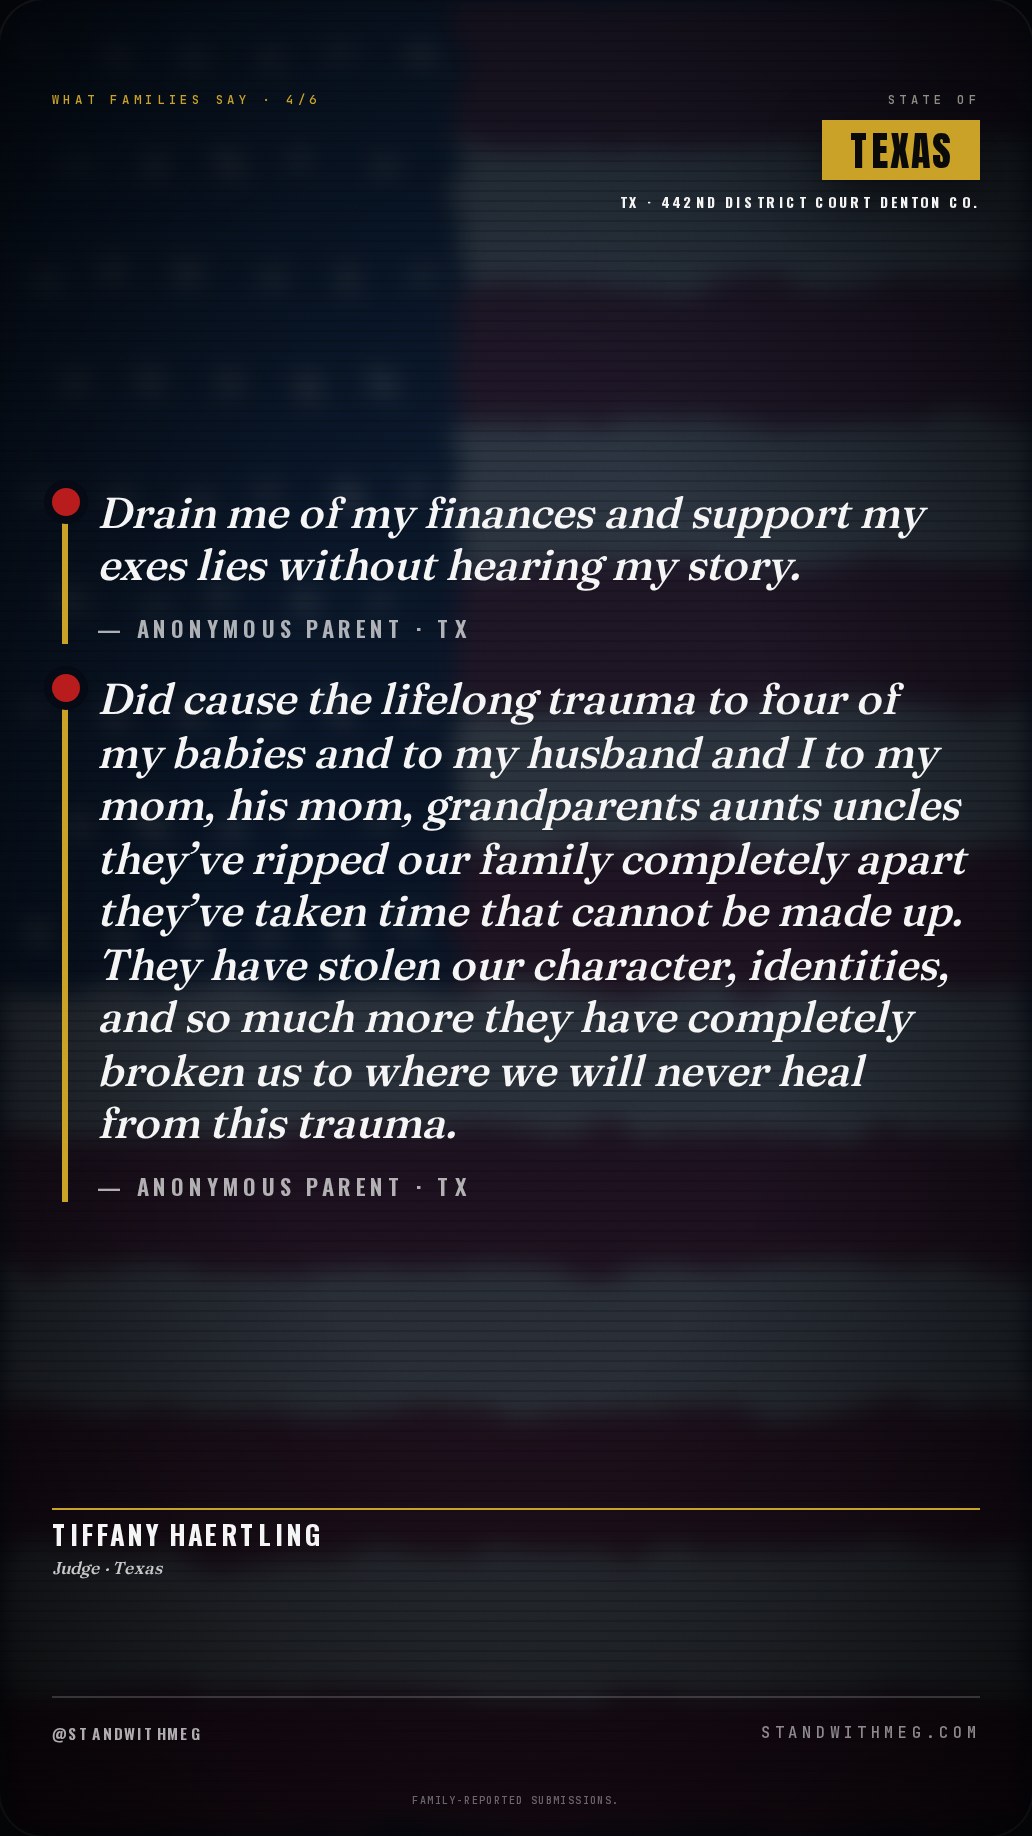 WHAT FAMILIES SAY · 4/6
STATE OF
TEXAS
TX · 442ND DISTRICT COURT DENTON CO.
Drain me of my finances and support my
exes lies without hearing my story.
— ANONYMOUS PARENT · TX
Did cause the lifelong trauma to four of
my babies and to my husband and I to my
mom, his mom, grandparents aunts uncles
they’ve ripped our family completely apart
they’ve taken time that cannot be made up.
They have stolen our character, identities,
and so much more they have completely
broken us to where we will never heal
from this trauma.
— ANONYMOUS PARENT · TX
TIFFANY HAERTLING
Judge · Texas
@STANDWITHMEG
STANDWITHMEG.COM
FAMILY-REPORTED SUBMISSIONS.